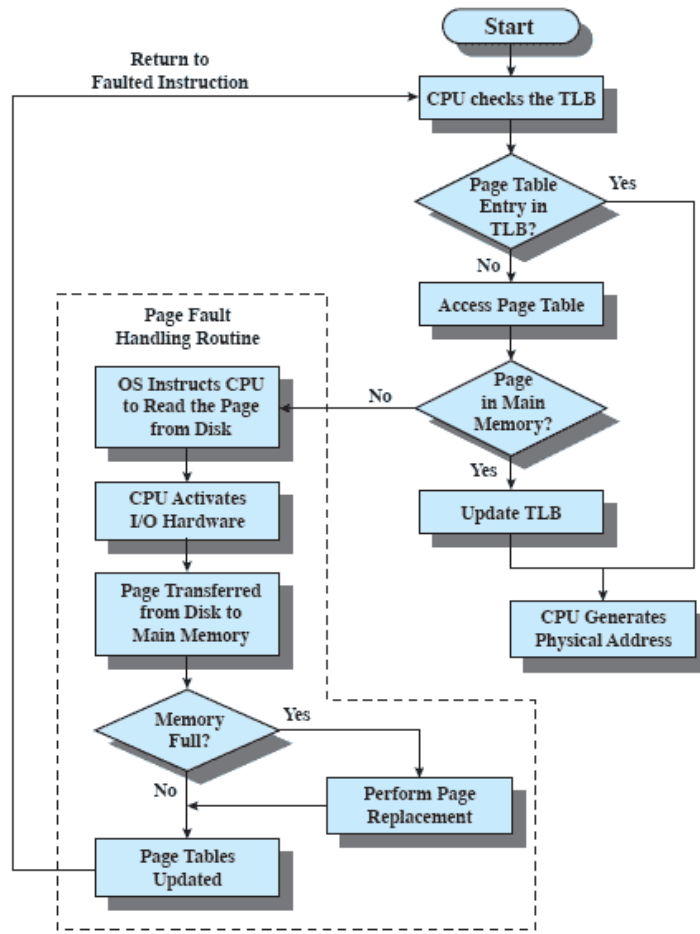 Start
Return to
Faulted Instruction
CPU checks the TLB
Page Table
Entry in
TLB?
Yes
No
Access Page Table
Page Fault
Handling Routine
OS Instructs CPU
to Read the Page
from Disk
No
Page
in Main
Memory?
Yes
CPU Activates
I/O Hardware
Update TLB
Page Transferred
from Disk to
Main Memory
CPU Generates
Physical Address
Memory
Full?
Yes
No
Perform Page
Replacement
Page Tables
Updated